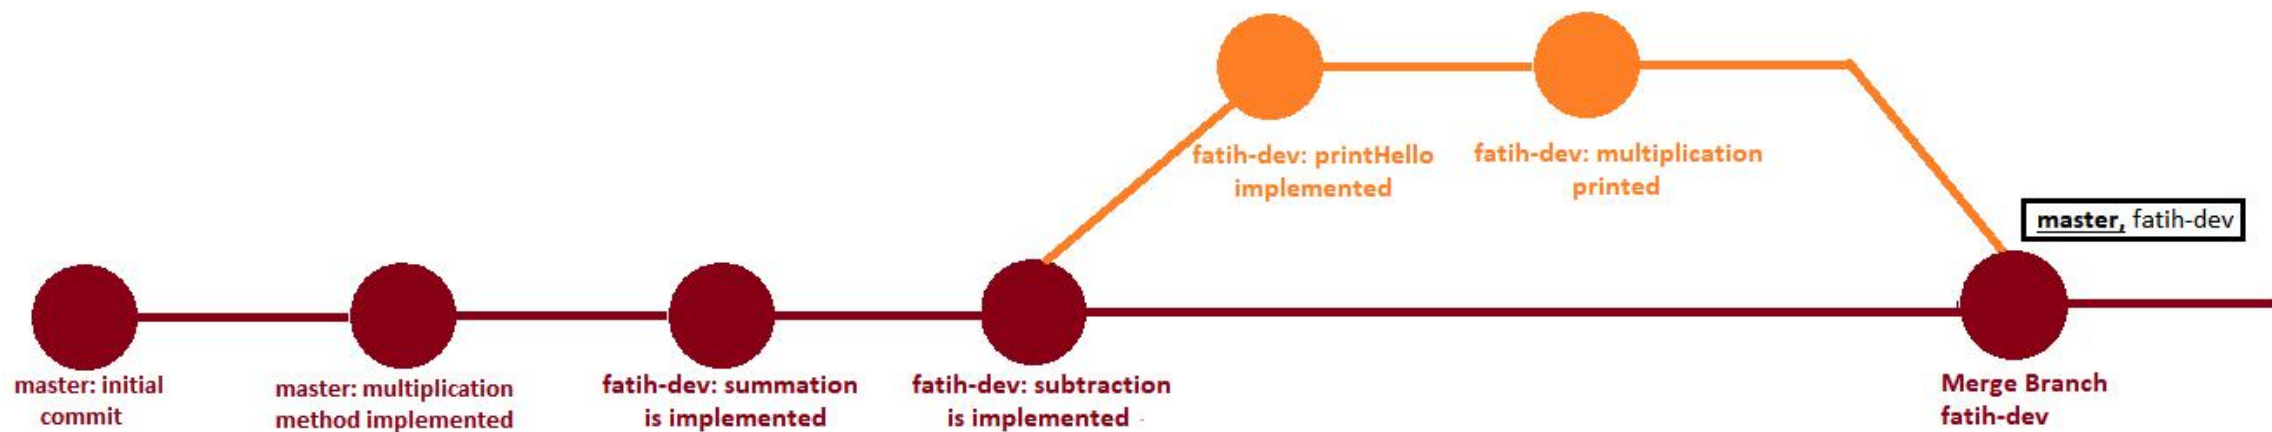 fatih-dev: printHello
implemented
fatih-dev: multiplication
printed
master, fatih-dev
master: initial
commit
master: multiplication
method implemented
fatih-dev: summation
is implemented
fatih-dev: subtraction
is implemented
Merge Branch
fatih-dev